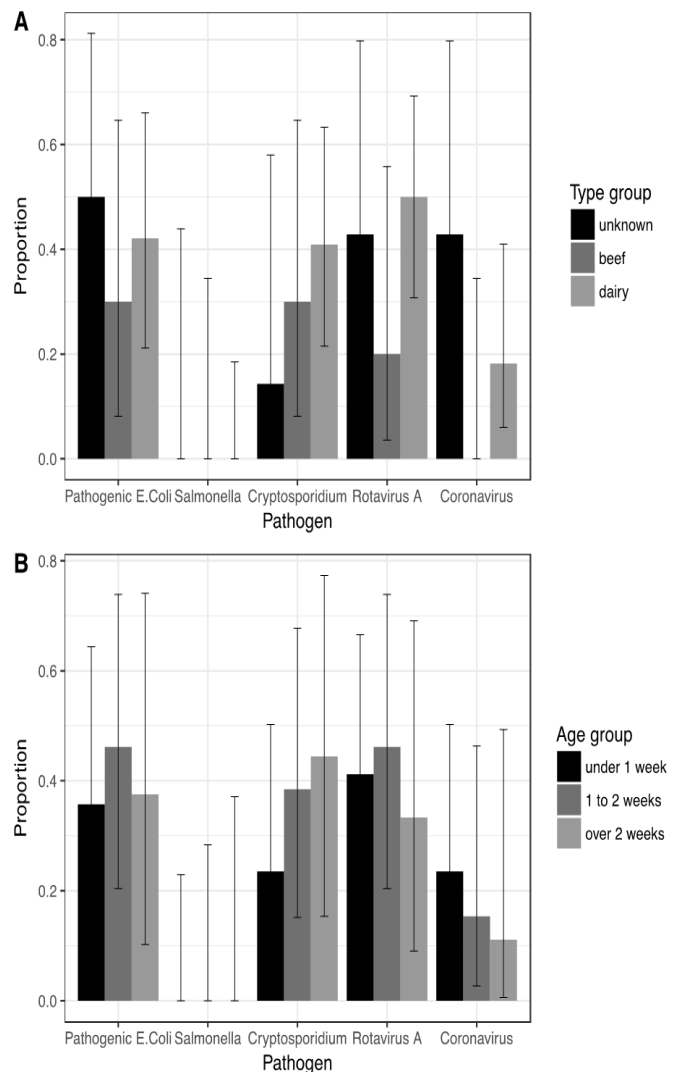 A
0.8
0.6
0.4
0.2
0.0
Proportion
Pathogenic E.Coli Salmonella Cryptosporidium Rotavirus A Coronavirus
Pathogen
Type group
unknown
beef
dairy
B
0.8
0.6
0.4
0.2
0.0
Proportion
Pathogenic E.Coli Salmonella Cryptosporidium Rotavirus A Coronavirus
Pathogen
Age group
under 1 week
1 to 2 weeks
over 2 weeks